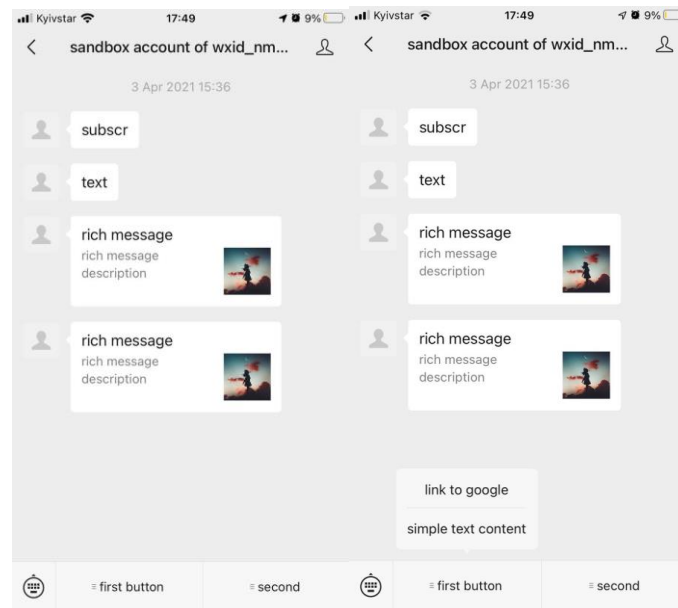 Kyivstar 17:49 9%
sandbox account of wxid_nm...
3 Apr 2021 15:36
subscr
text
rich message
rich message
description
rich message
rich message
description
first button second
Kyivstar 17:49 9%
sandbox account of wxid_nm...
3 Apr 2021 15:36
subscr
text
rich message
rich message
description
rich message
rich message
description
link to google
simple text content
first button second